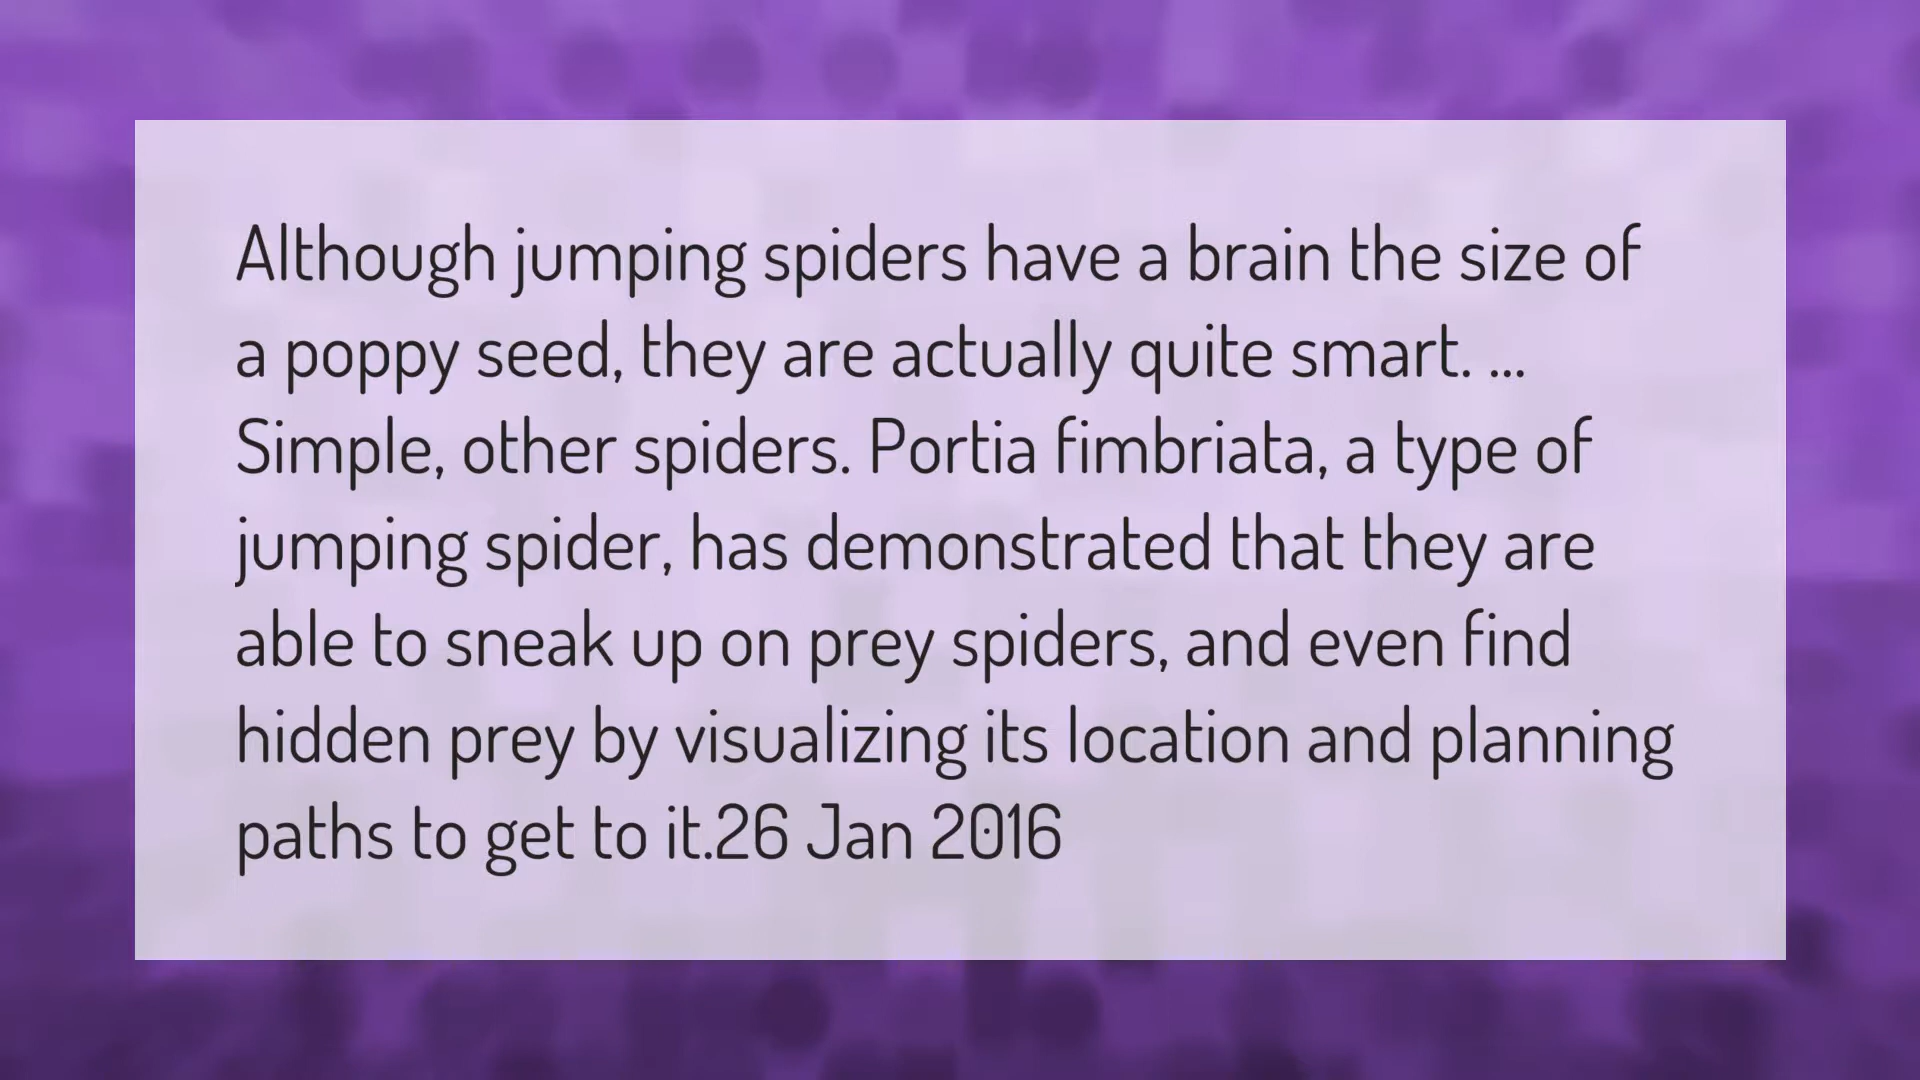 Although jumping spiders have a brain the size of
a poppy seed, they are actually quite smart. ...
Simple, other spiders. Portia fimbriata, a type of
jumping spider, has demonstrated that they are
able to sneak up on prey spiders, and even find
hidden prey by visualizing its location and planning
paths to get to it.26 Jan 2016